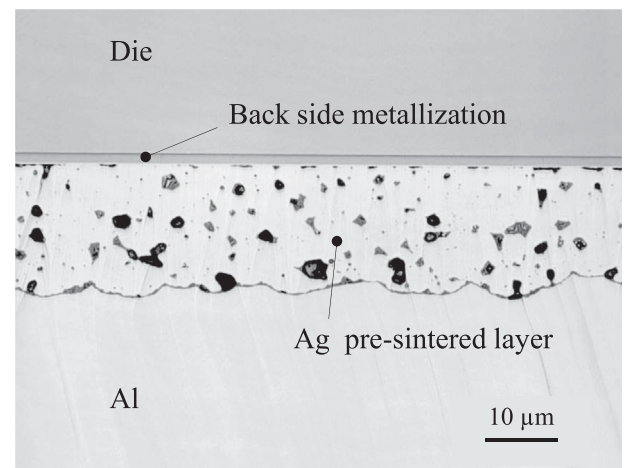 Die
Back side metallization
Ag pre-sintered layer
Al
10 µm